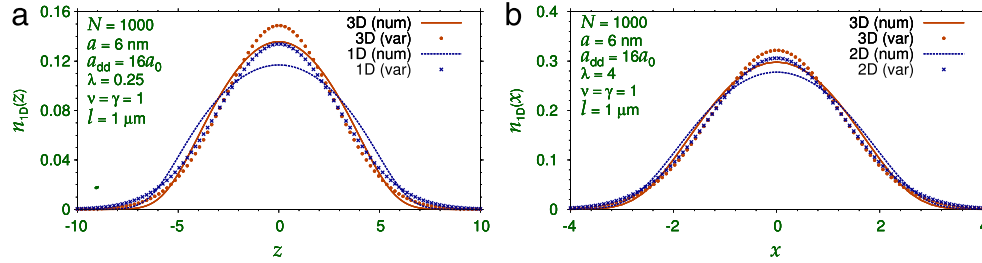 a
n1D(z)
0.16
0.12
0.08
0.04
0
N = 1000
a = 6 nm
add = 16a0
λ = 0.25
ν = γ = 1
l = 1 μm
3D (num)
3D (var)
1D (num)
1D (var)
-10 -5 0 5 10
z
b
n1D(x)
0.4
0.3
0.2
0.1
0
N = 1000
a = 6 nm
add = 16a0
λ = 4
ν = γ = 1
l = 1 μm
3D (num)
3D (var)
2D (num)
2D (var)
-4 -2 0 2 4
x